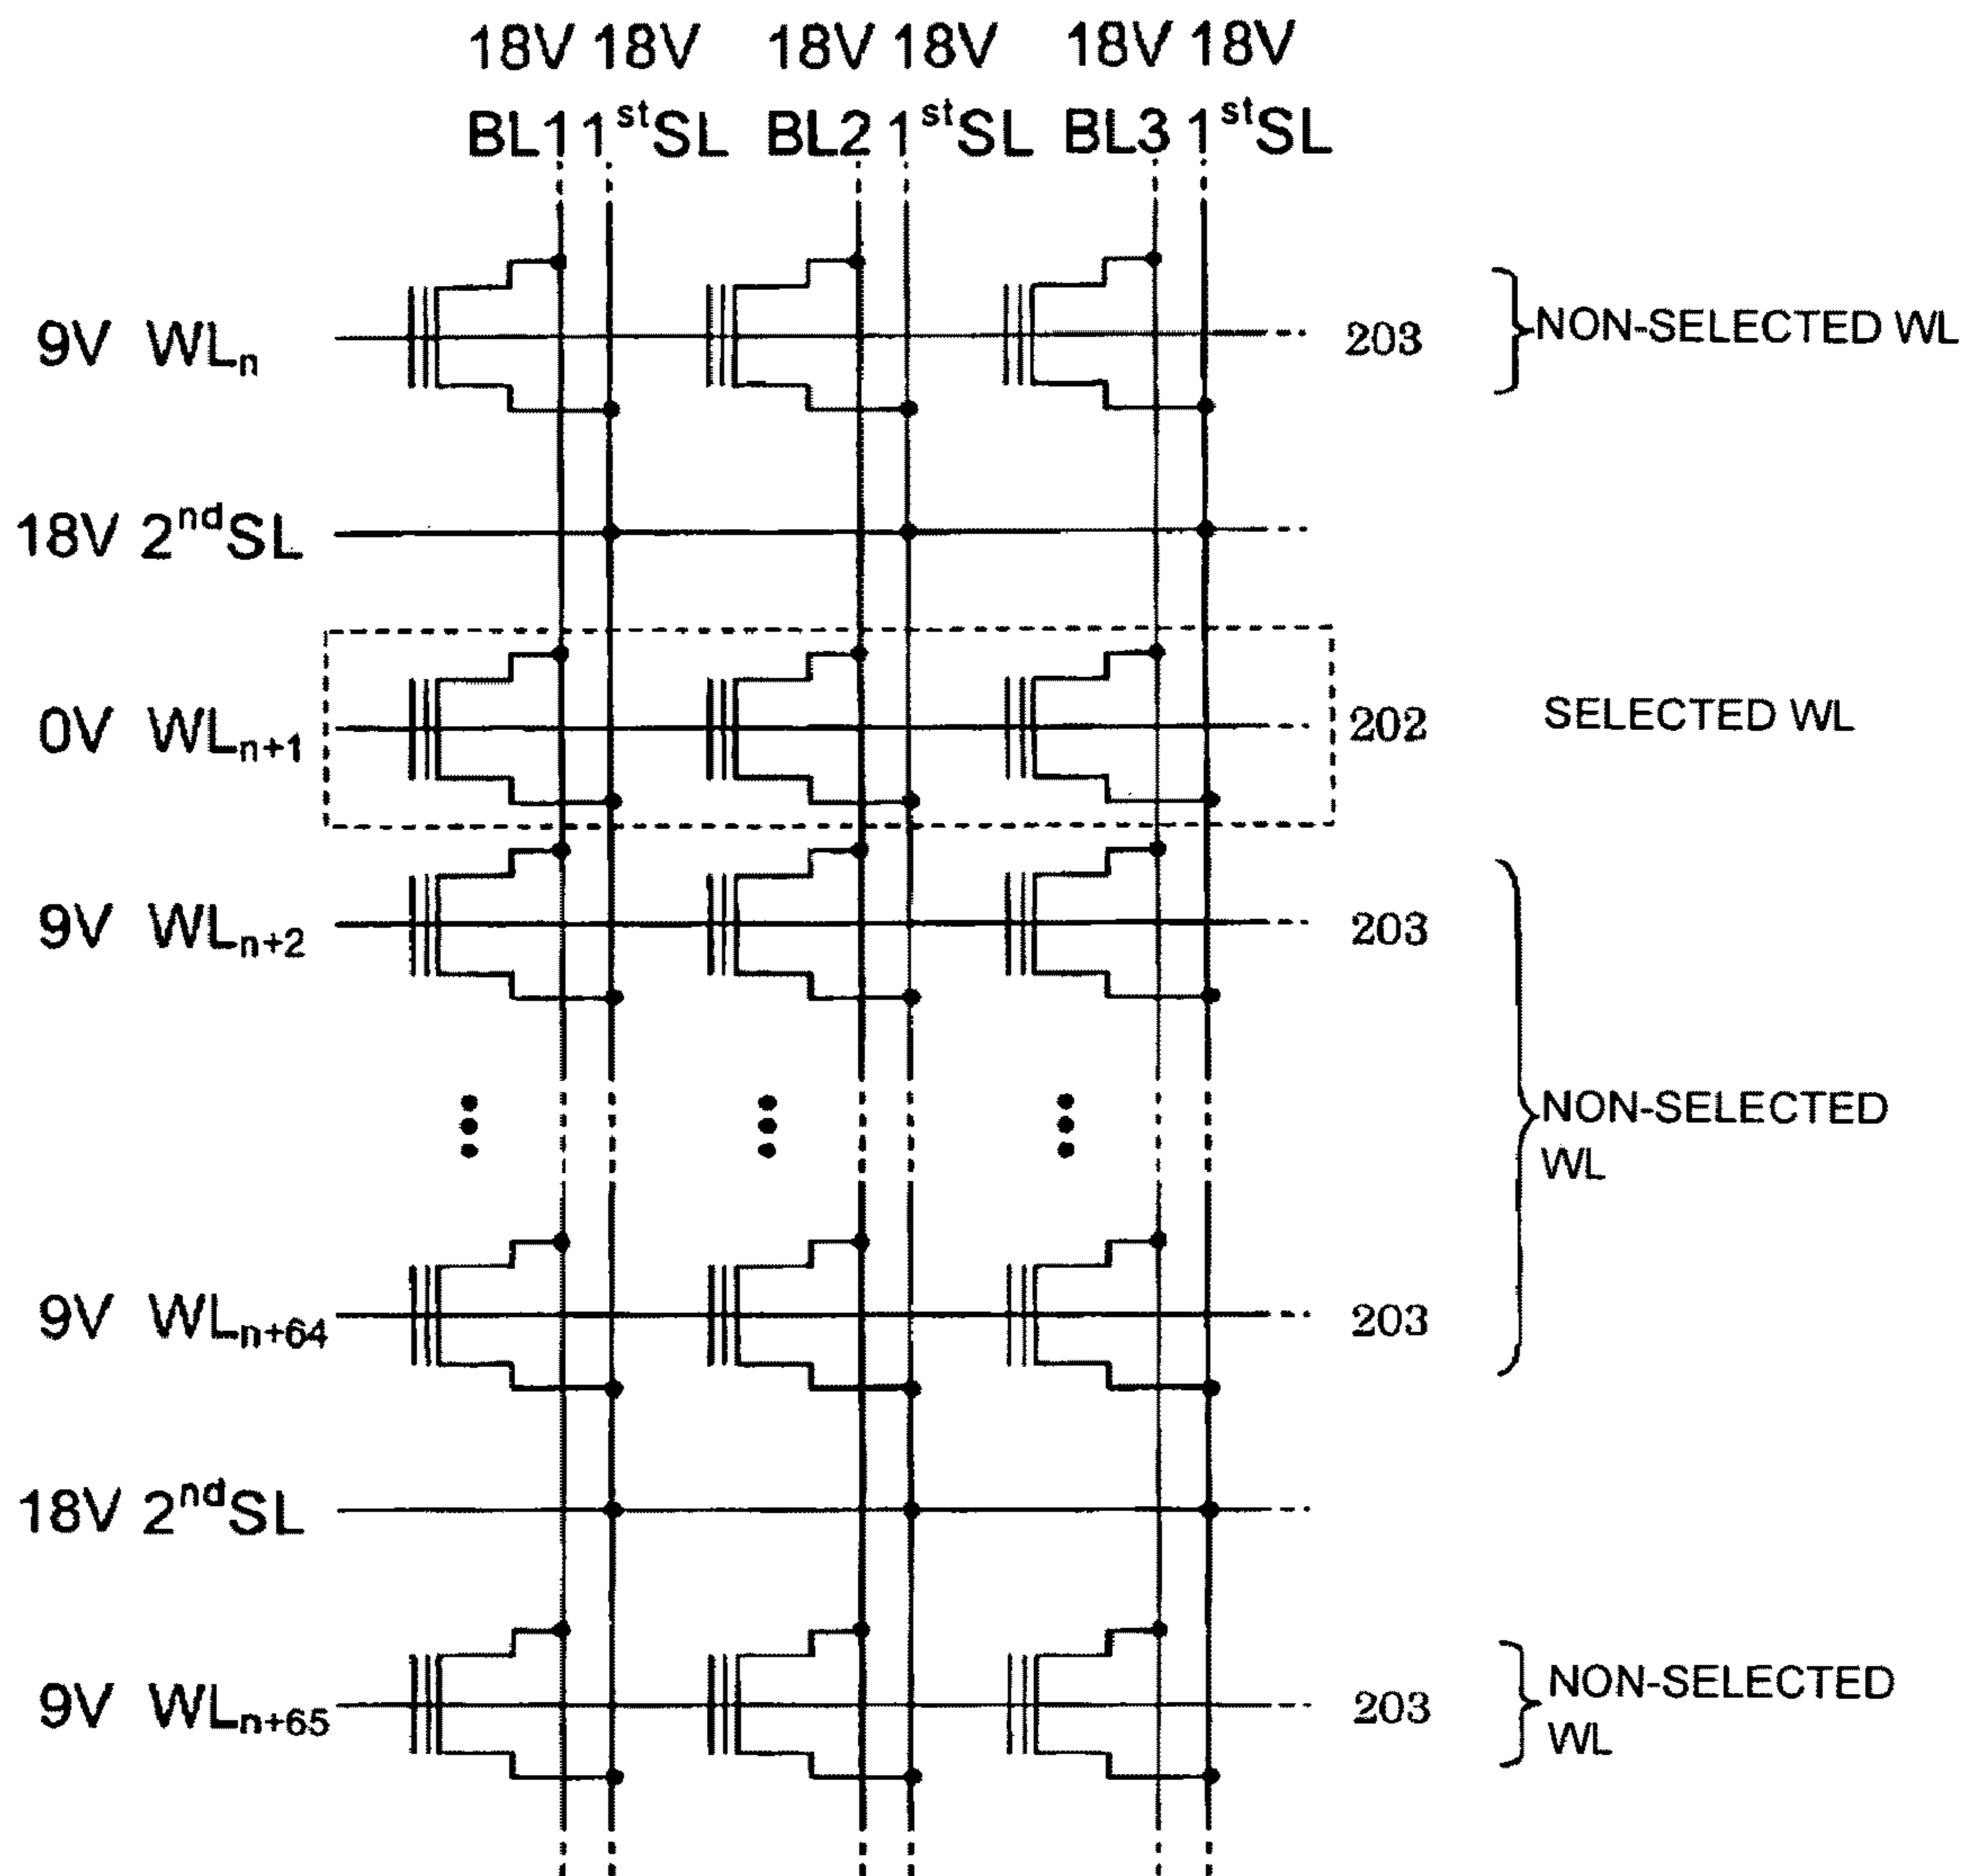 18V 18V 18V 18V 18V 18V
BL1 1stSL BL2 1stSL BL3 1stSL
9V WLn 203 NON-SELECTED WL
18V 2ndSL
0V WLn+1 202 SELECTED WL
9V WLn+2 203
NON-SELECTED
WL
9V WLn+64 203
18V 2ndSL
9V WLn+65 203 NON-SELECTED
WL